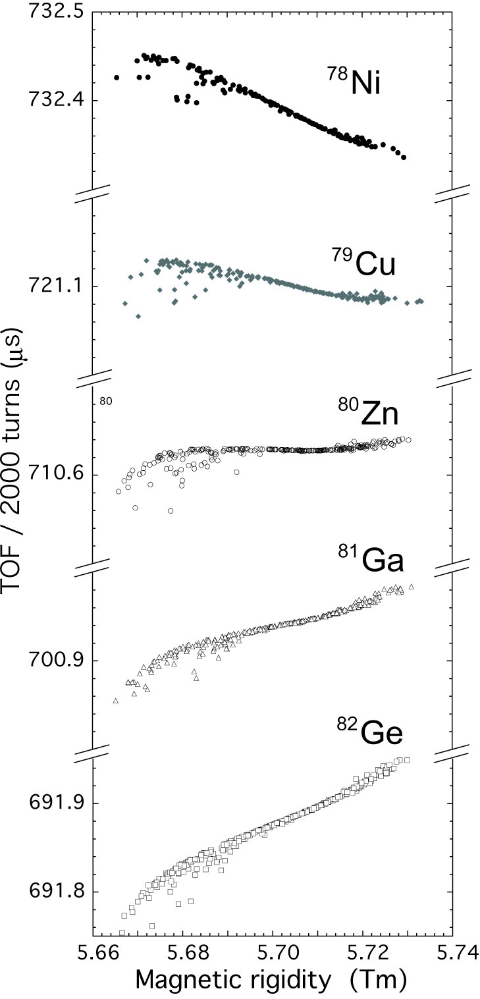 732.5
78Ni
732.4
79Cu
721.1
80
80Zn
710.6
81Ga
700.9
82Ge
691.9
691.8
TOF / 2000 turns (μs)
5.66 5.68 5.70 5.72 5.74
Magnetic rigidity (Tm)